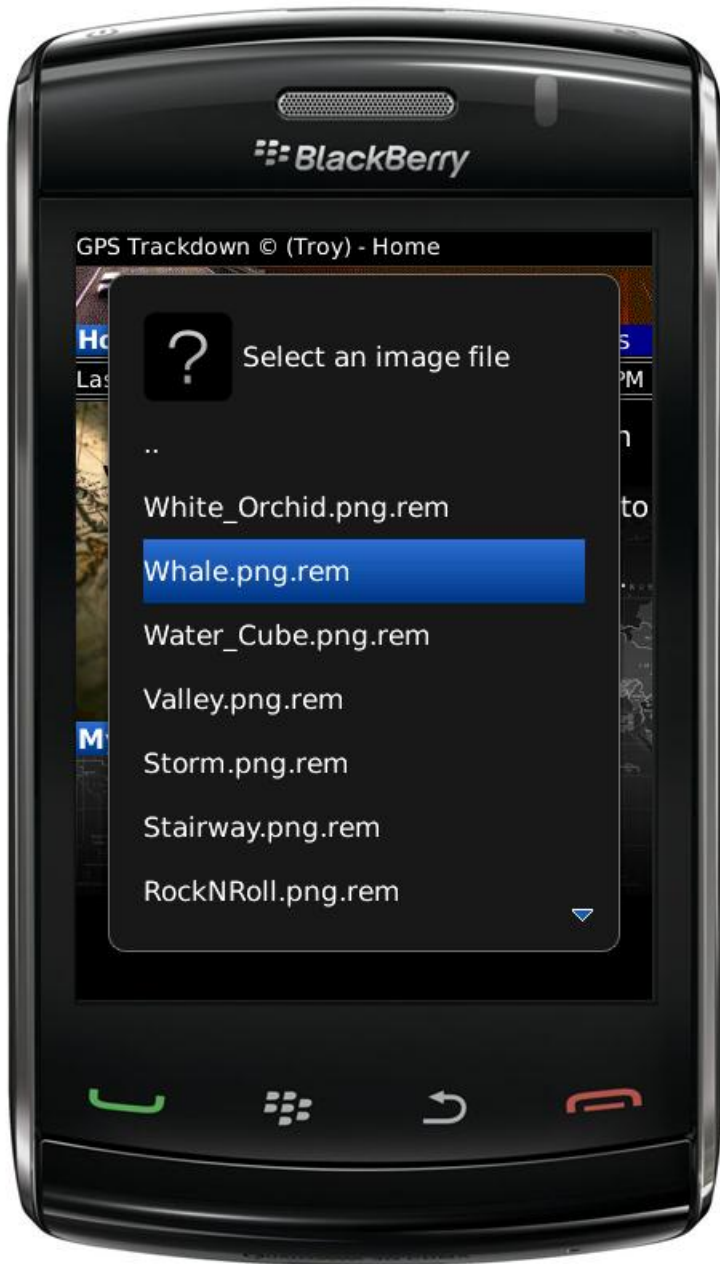 BlackBerry
GPS Trackdown © (Troy) - Home
Select an image file
..
White_Orchid.png.rem
Whale.png.rem
to
Water_Cube.png.rem
Valley.png.rem
Storm.png.rem
Stairway.png.rem
RockNRoll.png.rem